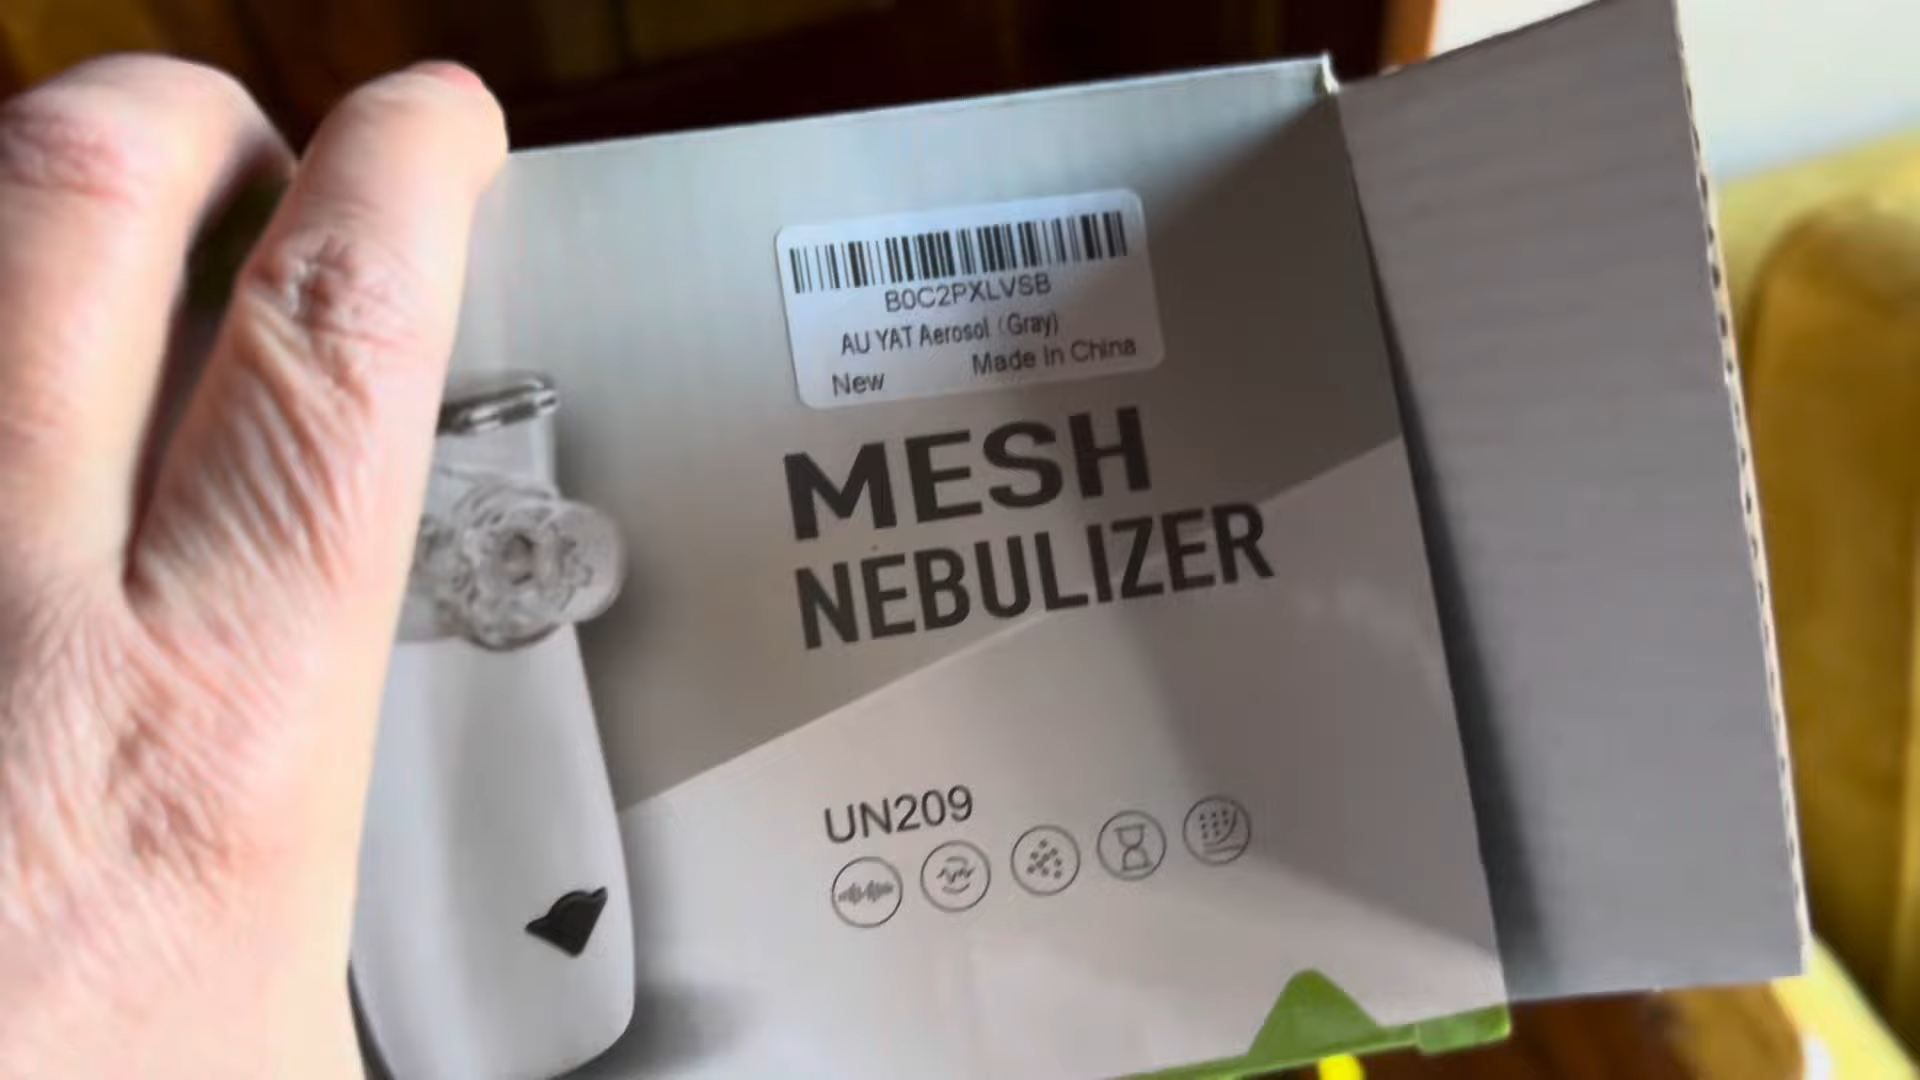 B0C2PXLVSB
AU YAT Aerosol (Gray)
New Made In China
MESH
NEBULIZER
UN209